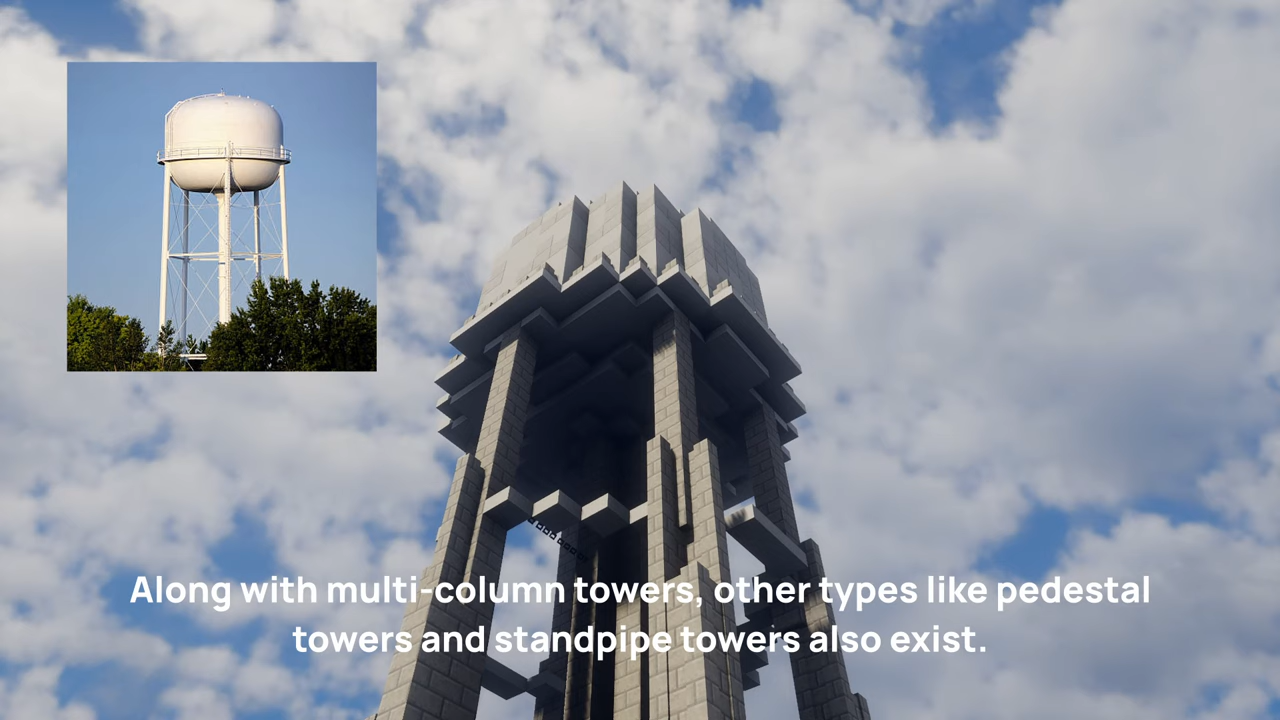 Along with multi-column towers, other types like pedestal
towers and standpipe towers also exist.